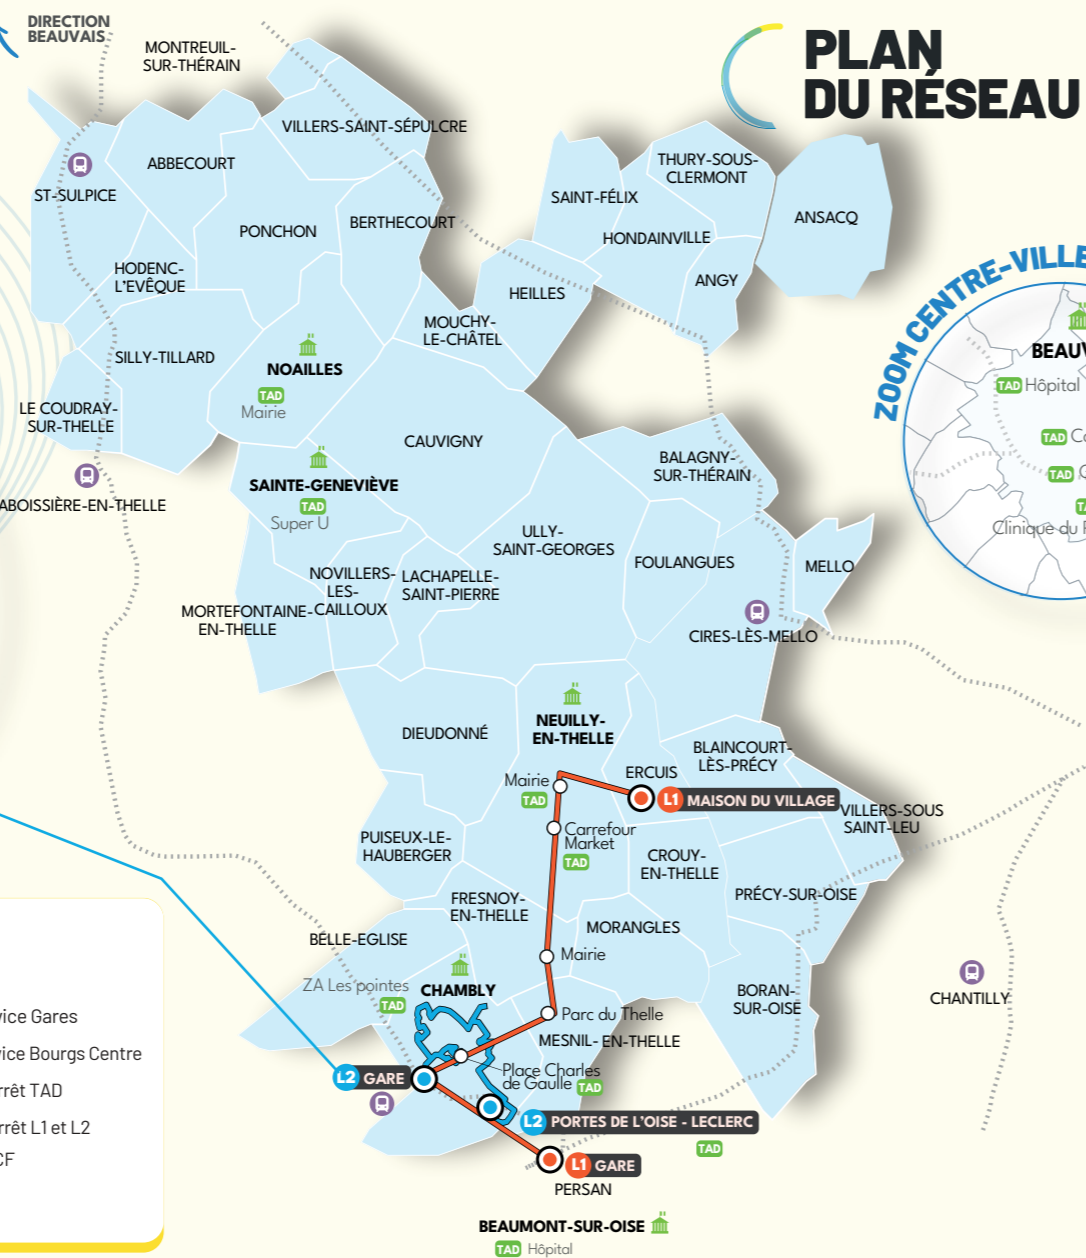 DIRECTION
BEAUVAIS
PLAN
DU RÉSEAU
MONTREUIL-
SUR-THÉRAIN
VILLERS-SAINT-SÉPULCRE
ABBECOURT
ST-SULPICE
PONCHON
BERTHECOURT
HODENC-
L'EVÊQUE
SAINT-FÉLIX
THURY-SOUS-
CLERMONT
HONDAINVILLE
ANSACQ
ANGY
HEILLES
MOUCHY-
LE-CHÂTEL
SILLY-TILLARD
NOAILLES
TAD
Mairie
LE COUDRAY-
SUR-THELLE
ABOISSIÈRE-EN-THELLE
CAUVIGNY
SAINTE-GENEVIÈVE
TAD
Super U
BALAGNY-
SUR-THÉRAIN
ULLY-
SAINT-GEORGES
FOULANGUES
MELLO
NOVILLERS-
LES-
CAILLOUX
LACHAPELLE-
SAINT-PIERRE
MORTEFONTAINE-
EN-THELLE
CIRES-LÈS-MELLO
ZOOM CENTRE-VILLE
BEAUV
TAD Hôpital
TAD
TAD
Clinique du
DIEUDONNÉ
NEUILLY-
EN-THELLE
BLAINCOURT-
LÈS-PRÉCY
ERCUIS
L1 MAISON DU VILLAGE
Mairie
TAD
Carrefour
Market
TAD
VILLERS-SOUS
SAINT-LEU
PUISEUX-LE-
HAUBERGER
CROUY-
EN-THELLE
PRÉCY-SUR-OISE
FRESNOY-
EN-THELLE
MORANGLES
BELLE-EGLISE
Mairie
ZA Les pointes
TAD
CHAMBLY
BORAN-
SUR-OISE
CHANTILLY
Parc du Thelle
MESNIL-EN-THELLE
Place Charles
de Gaulle
TAD
L2 GARE
L2 PORTES DE L'OISE - LECLERC
TAD
L1 GARE
PERSAN
BEAUMONT-SUR-OISE
TAD Hôpital
vice Gares
vice Bourgs Centre
rrêt TAD
rrêt L1 et L2
CF